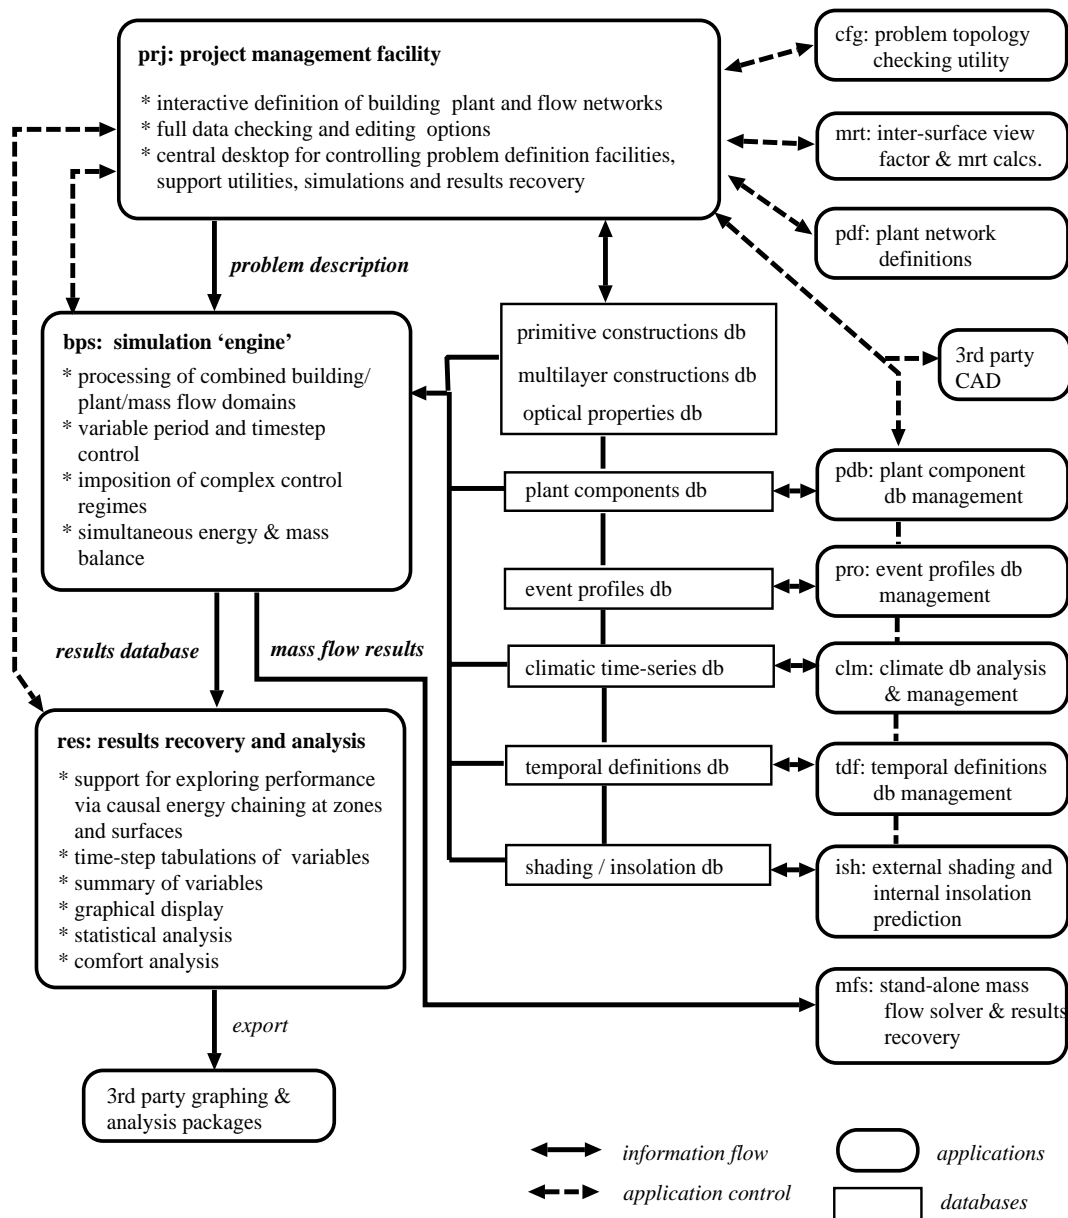 prj: project management facility
* interactive definition of building plant and flow networks
* full data checking and editing options
* central desktop for controlling problem definition facilities,
support utilities, simulations and results recovery
cfg: problem topology
checking utility
mrt: inter-surface view
factor & mrt calcs.
pdf: plant network
definitions
problem description
bps: simulation ‘engine’
* processing of combined building/
plant/mass flow domains
* variable period and timestep
control
* imposition of complex control
regimes
* simultaneous energy & mass
balance
primitive constructions db
multilayer constructions db
optical properties db
3rd party
CAD
plant components db
pdb: plant component
db management
event profiles db
pro: event profiles db
management
results database
mass flow results
climatic time-series db
clm: climate db analysis
& management
res: results recovery and analysis
* support for exploring performance
via causal energy chaining at zones
and surfaces
* time-step tabulations of variables
* summary of variables
* graphical display
* statistical analysis
* comfort analysis
temporal definitions db
tdf: temporal definitions
db management
shading / insolation db
ish: external shading and
internal insolation
prediction
mfs: stand-alone mass
flow solver & results
recovery
export
3rd party graphing &
analysis packages
information flow
applications
application control
databases